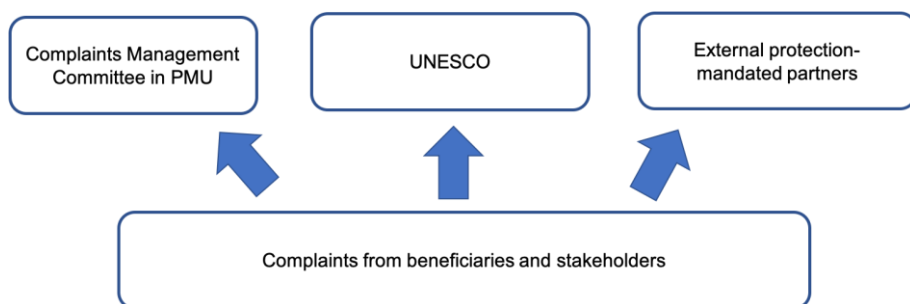 Complaints Management
Committee in PMU
UNESCO
External protection-
mandated partners
Complaints from beneficiaries and stakeholders